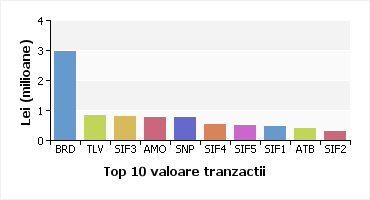 Lei (milioane)
4
3
2
1
0
BRD TLV SIF3 AMO SNP SIF4 SIF5 SIF1 ATB SIF2
Top 10 valoare tranzactii